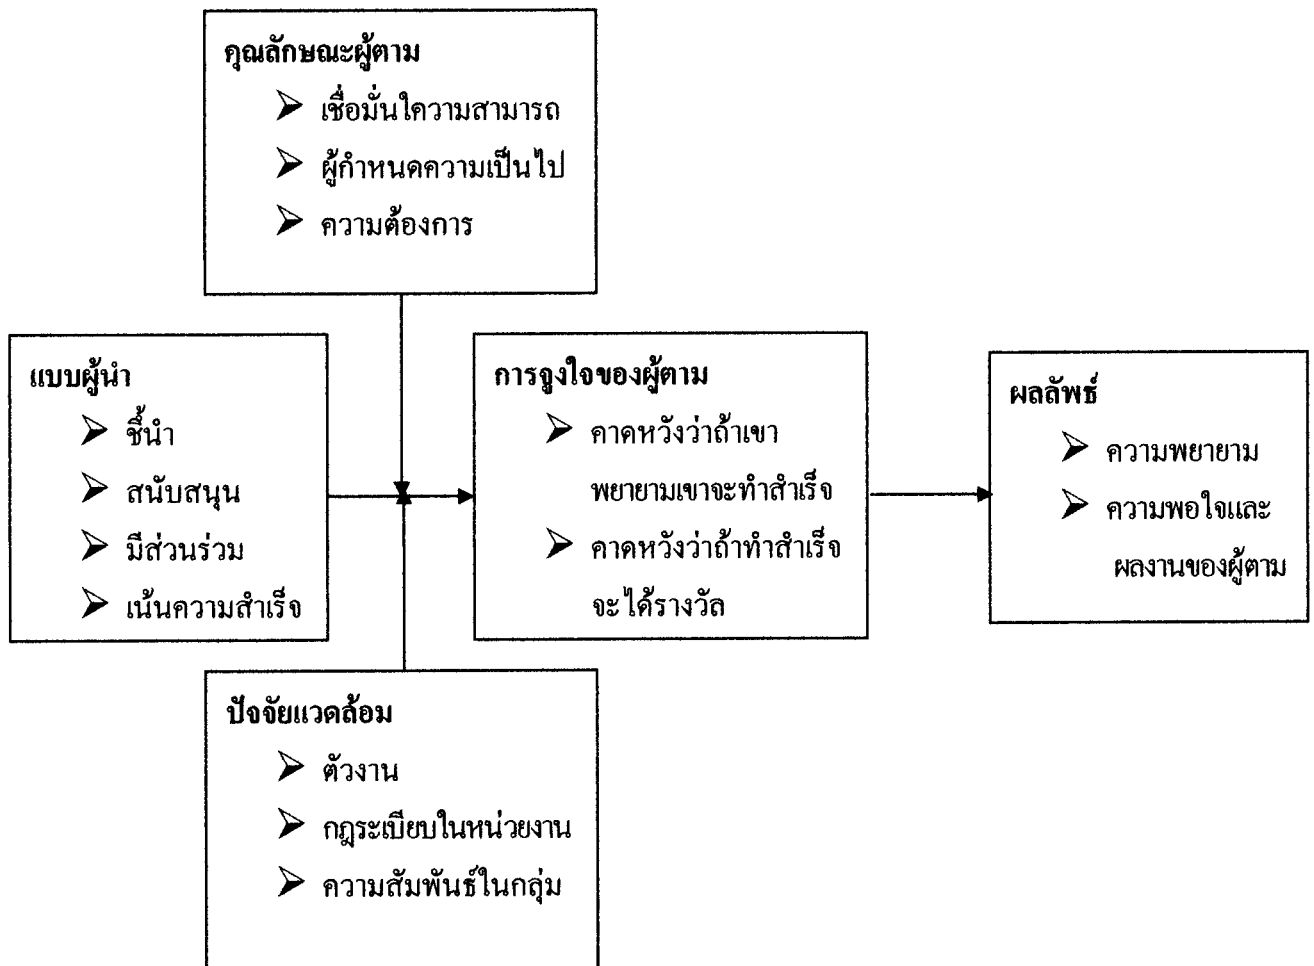 คุณลักษณะผู้ตาม
เชื่อมั่นใความสามารถ
ผู้กำหนดความเป็นไป
ความต้องการ
แบบผู้นำ
ชี้นำ
สนับสนุน
มีส่วนร่วม
เน้นความสำเร็จ
การจูงใจของผู้ตาม
คาดหวังว่าถ้าเขา
พยายามเขาจะทำสำเร็จ
คาดหวังว่าถ้าทำสำเร็จ
จะได้รางวัล
ผลลัพธ์
ความพยายาม
ความพอใจและ
ผลงานของผู้ตาม
ปัจจัยแวดล้อม
ตัวงาน
กฎระเบียบในหน่วยงาน
ความสัมพันธ์ในกลุ่ม